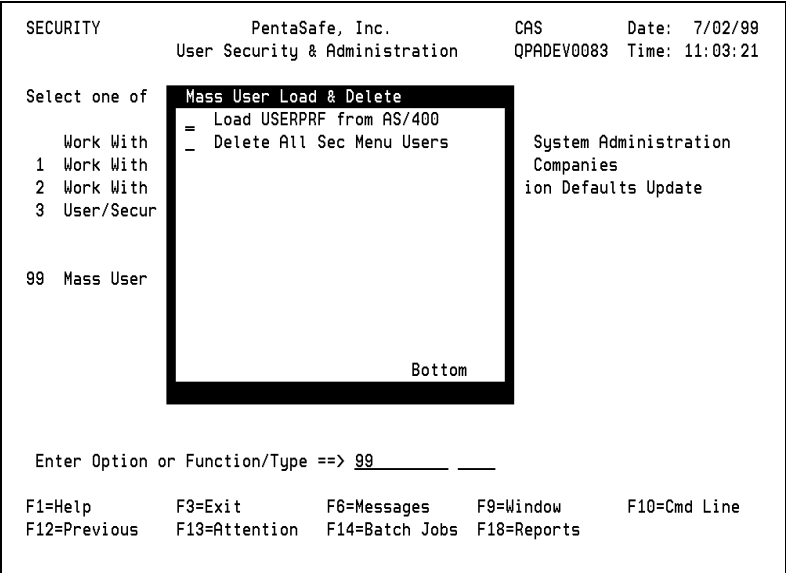 SECURITY PentaSafe, Inc. CAS Date: 7/02/99
User Security & Administration QPADEV0083 Time: 11:03:21
Select one of
Mass User Load & Delete
_ Load USERPRF from AS/400
_ Delete All Sec Menu Users
Bottom
Work With
1 Work With
2 Work With
3 User/Secur
99 Mass User
System Administration
Companies
ion Defaults Update
Enter Option or Function/Type ==> 99
F1=Help F3=Exit F6=Messages F9=Window F10=Cmd Line
F12=Previous F13=Attention F14=Batch Jobs F18=Reports